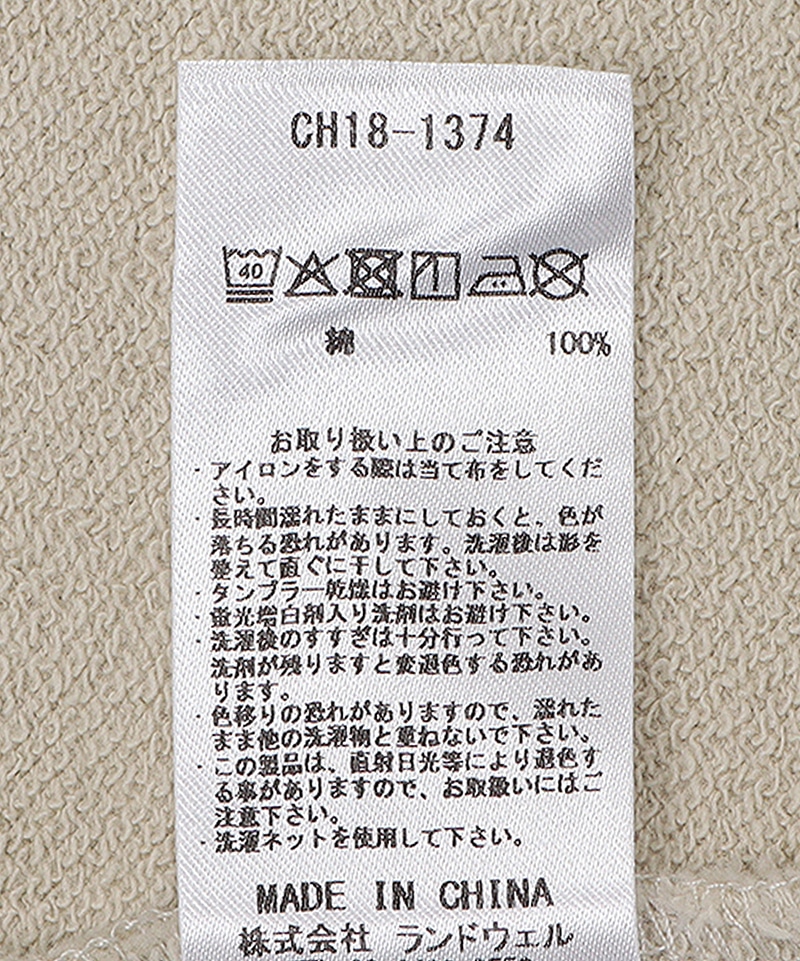 CH18-1374
40
綿 100%
お取り扱い上のご注意
・アイロンをする際は当て布をしてくだ
さい。
・長時間濡れたままにしておくと、色が
落ちる恐れがあります。洗濯後は形を
整えて直ぐに干して下さい。
・タンブラー乾燥はお避け下さい。
・蛍光増白剤入り洗剤はお避け下さい。
・洗濯後のすすぎは十分行って下さい。
洗剤が残りますと変退色する恐れがあ
ります。
・色移りの恐れがありますので、濡れた
まま他の洗濯物と重ねないで下さい。
・この製品は、直射日光等により退色す
る事がありますので、お取扱いにはご
注意下さい。
・洗濯ネットを使用して下さい。
MADE IN CHINA
株式会社 ランドウェル